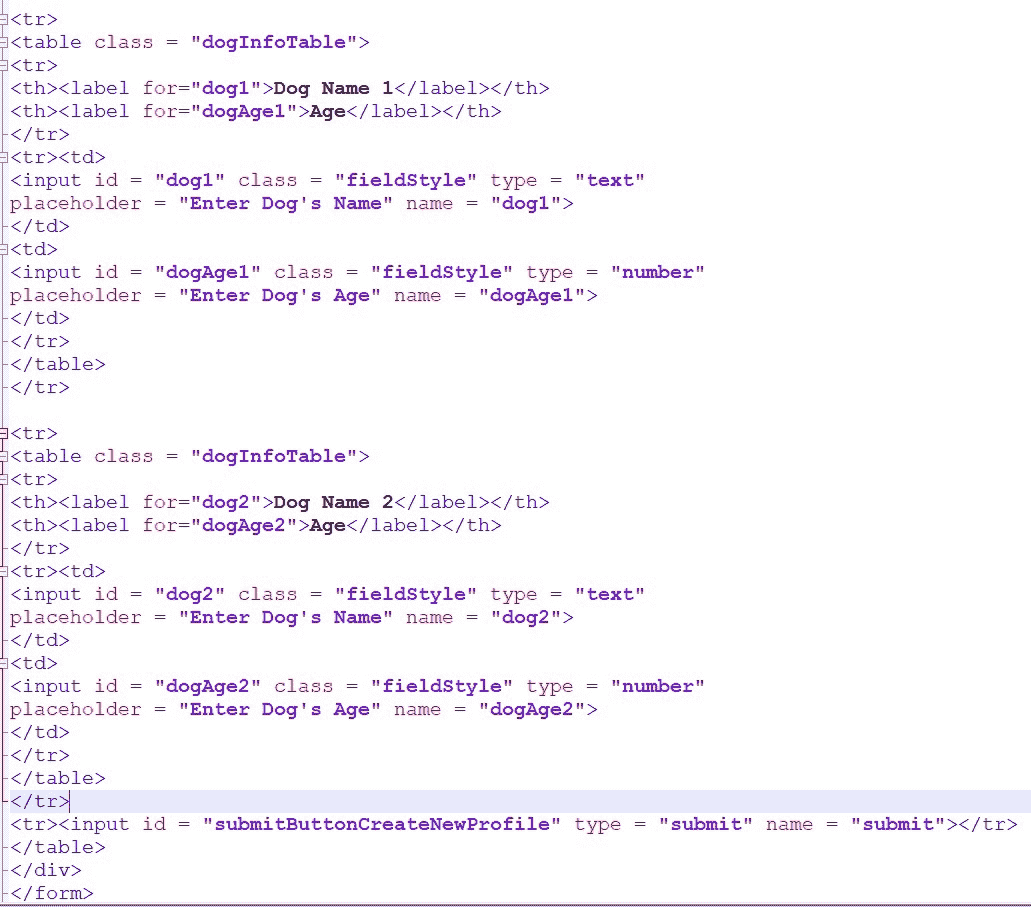 <tr>
<table class = "dogInfoTable">
<tr>
<th><label for="dog1">Dog Name 1</label></th>
<th><label for="dogAge1">Age</label></th>
</tr>
<tr><td>
<input id = "dog1" class = "fieldStyle" type = "text"
placeholder = "Enter Dog's Name" name = "dog1">
</td>
<td>
<input id = "dogAge1" class = "fieldStyle" type = "number"
placeholder = "Enter Dog's Age" name = "dogAge1">
</td>
</tr>
</table>
</tr>

<tr>
<table class = "dogInfoTable">
<tr>
<th><label for="dog2">Dog Name 2</label></th>
<th><label for="dogAge2">Age</label></th>
</tr>
<tr><td>
<input id = "dog2" class = "fieldStyle" type = "text"
placeholder = "Enter Dog's Name" name = "dog2">
</td>
<td>
<input id = "dogAge2" class = "fieldStyle" type = "number"
placeholder = "Enter Dog's Age" name = "dogAge2">
</td>
</tr>
</table>
</tr>
<tr><input id = "submitButtonCreateNewProfile" type = "submit" name = "submit"></tr>
</table>
</div>
</form>